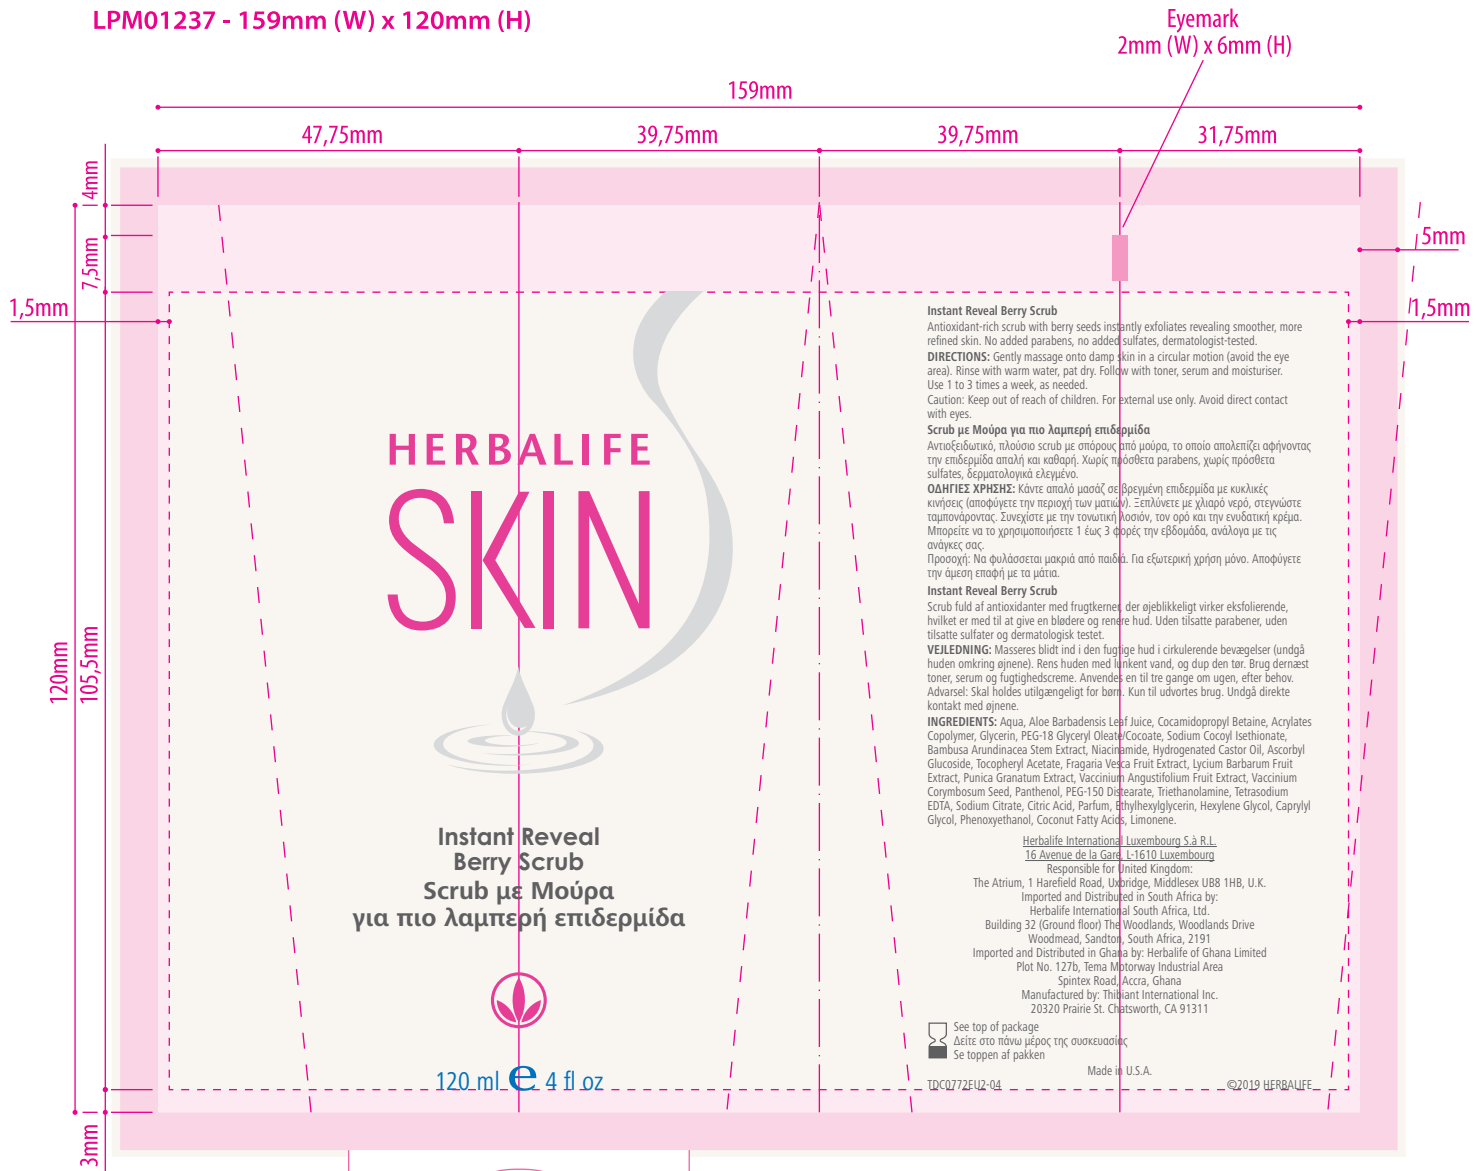 LPM01237 - 159mm (W) x 120mm (H)
Eyemark
2mm (W) x 6mm (H)
159mm
47,75mm
39,75mm
39,75mm
31,75mm
4mm
7,5mm
1,5mm
5mm
1,5mm
120mm
105,5mm
3mm
HERBALIFE
SKIN
Instant Reveal
Berry Scrub
Scrub με Μούρα
για πιο λαμπερή επιδερμίδα
120 ml e 4 fl oz
Instant Reveal Berry Scrub
Antioxidant-rich scrub with berry seeds instantly exfoliates revealing smoother, more
refined skin. No added parabens, no added sulfates, dermatologist-tested.
DIRECTIONS: Gently massage onto damp skin in a circular motion (avoid the eye
area). Rinse with warm water, pat dry. Follow with toner, serum and moisturiser.
Use 1 to 3 times a week, as needed.
Caution: Keep out of reach of children. For external use only. Avoid direct contact
with eyes.
Scrub με Μούρα για πιο λαμπερή επιδερμίδα
Αντιοξειδωτικό, πλούσιο scrub με σπόρους από μούρα, το οποίο απολεπίζει αφήνοντας
την επιδερμίδα απαλή και καθαρή. Χωρίς πρόσθετα parabens, χωρίς πρόσθετα
sulfates, δερματολογικά ελεγμένο.
ΟΔΗΓΙΕΣ ΧΡΗΣΗΣ: Κάντε απαλό μασάζ σε βρεγμένη επιδερμίδα με κυκλικές
κινήσεις (αποφύγετε την περιοχή των ματιών). Ξεπλύνετε με χλιαρό νερό, στεγνώστε
ταμπονάροντας. Συνεχίστε με την τονωτική λοσιόν, τον ορό και την ενυδατική κρέμα.
Μπορείτε να το χρησιμοποιήσετε 1 έως 3 φορές την εβδομάδα, ανάλογα με τις
ανάγκες σας.
Προσοχή: Να φυλάσσεται μακριά από παιδιά. Για εξωτερική χρήση μόνο. Αποφύγετε
την άμεση επαφή με τα μάτια.
Instant Reveal Berry Scrub
Scrub fuld af antioxidanter med frugtkerner, der øjeblikkeligt virker eksfolierende,
hvilket er med til at give en blødere og renere hud. Uden tilsatte parabener, uden
tilsatte sulfater og dermatologisk testet.
VEJLEDNING: Masseres blidt ind i den fugtige hud i cirkulerende bevægelser (undgå
huden omkring øjnene). Rens huden med lunkent vand, og dup den tør. Brug dernæst
toner, serum og fugtighedscreme. Anvendes en til tre gange om ugen, efter behov.
Advarsel: Skal holdes utilgængeligt for børn. Kun til udvortes brug. Undgå direkte
kontakt med øjnene.
INGREDIENTS: Aqua, Aloe Barbadensis Leaf Juice, Cocamidopropyl Betaine, Acrylates
Copolymer, Glycerin, PEG-18 Glyceryl Oleate/Cocoate, Sodium Cocoyl Isethionate,
Bambusa Arundinacea Stem Extract, Niacinamide, Hydrogenated Castor Oil, Ascorbyl
Glucoside, Tocopheryl Acetate, Fragaria Vesca Fruit Extract, Lycium Barbarum Fruit
Extract, Punica Granatum Extract, Vaccinium Angustifolium Fruit Extract, Vaccinium
Corymbosum Seed, Panthenol, PEG-150 Distearate, Triethanolamine, Tetrasodium
EDTA, Sodium Citrate, Citric Acid, Parfum, Ethylhexylglycerin, Hexylene Glycol, Caprylyl
Glycol, Phenoxyethanol, Coconut Fatty Acids, Limonene.
Herbalife International Luxembourg S.à R.L.
16 Avenue de la Gare, L-1610 Luxembourg
Responsible for United Kingdom:
The Atrium, 1 Harefield Road, Uxbridge, Middlesex UB8 1HB, U.K.
Imported and Distributed in South Africa by:
Herbalife International South Africa, Ltd.
Building 32 (Ground floor) The Woodlands, Woodlands Drive
Woodmead, Sandton, South Africa, 2191
Imported and Distributed in Ghana by: Herbalife of Ghana Limited
Plot No. 127b, Tema Motorway Industrial Area
Spintex Road, Accra, Ghana
Manufactured by: Thibiant International Inc.
20320 Prairie St. Chatsworth, CA 91311
See top of package
Δείτε στο πάνω μέρος της συσκευασίας
Se toppen af pakken
Made in U.S.A.
TDC0772EU2-04
©2019 HERBALIFE